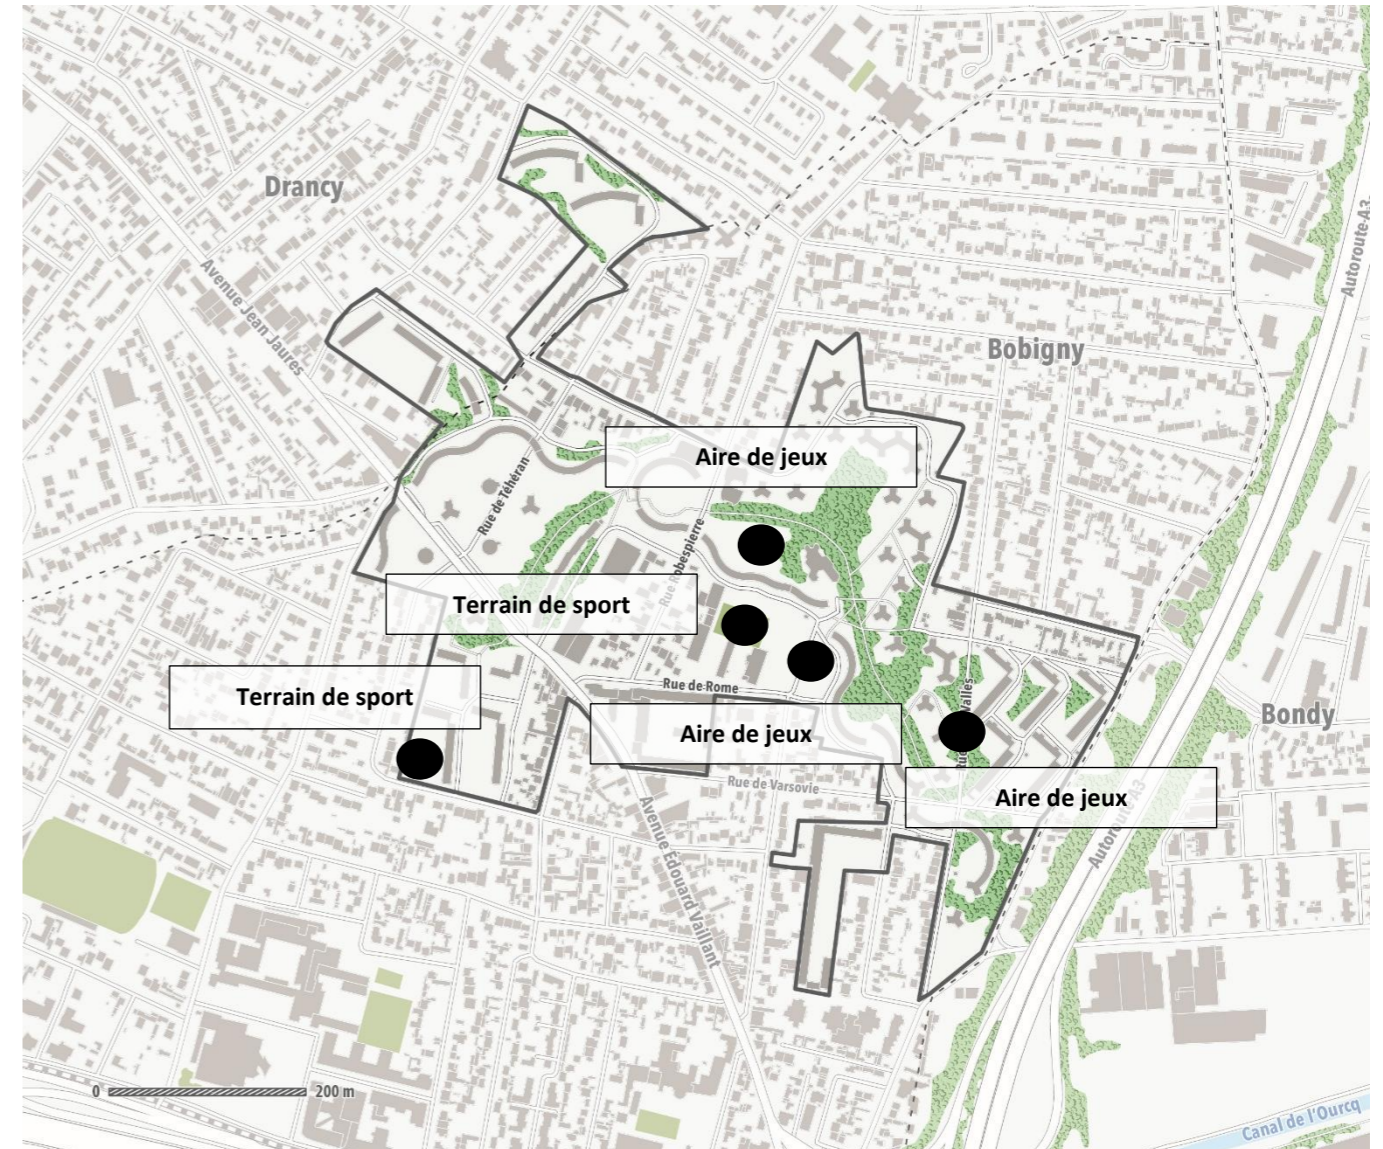 Drancy
Autoroute A3
Avenue Jean Jaures
Bobigny
Aire de jeux
Rue de Téhéran
Rue Robespierre
Terrain de sport
Rue de Rome
Terrain de sport
Valles
Bondy
Aire de jeux
Rue de Varsovie
Aire de jeux
Autoroute A3
Avenue Édouard Vaillant
0 200 m
Canal de l'Ourcq